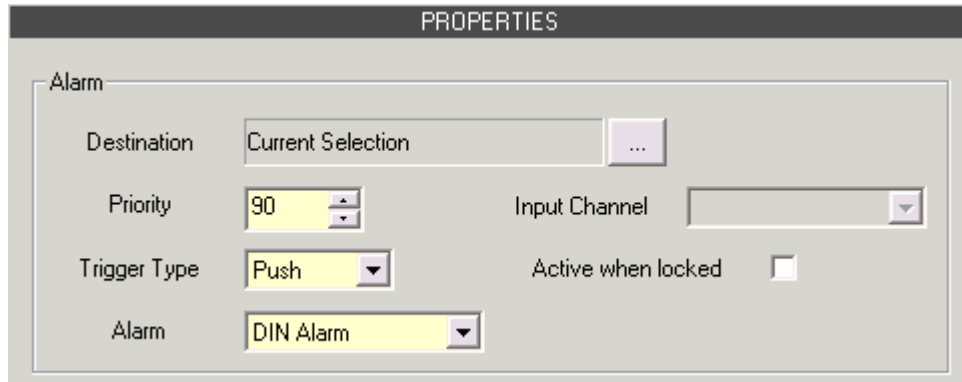 PROPERTIES
Alarm
Destination Current Selection ...
Priority 90 Input Channel
Trigger Type Push Active when locked
Alarm DIN Alarm